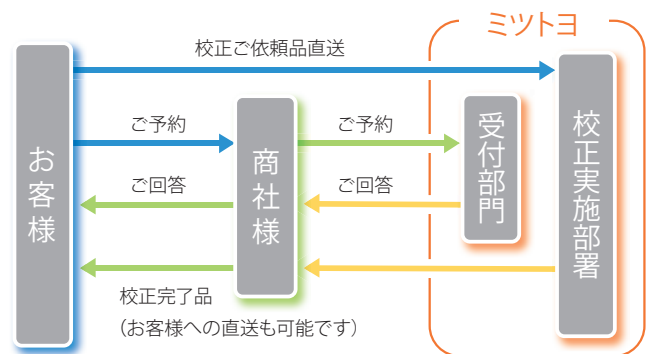 ミツトヨ
校正ご依頼品直送
お客様
ご予約
商社様
ご予約
受付部門
校正実施部署
ご回答
ご回答
校正完了品
(お客様への直送も可能です)